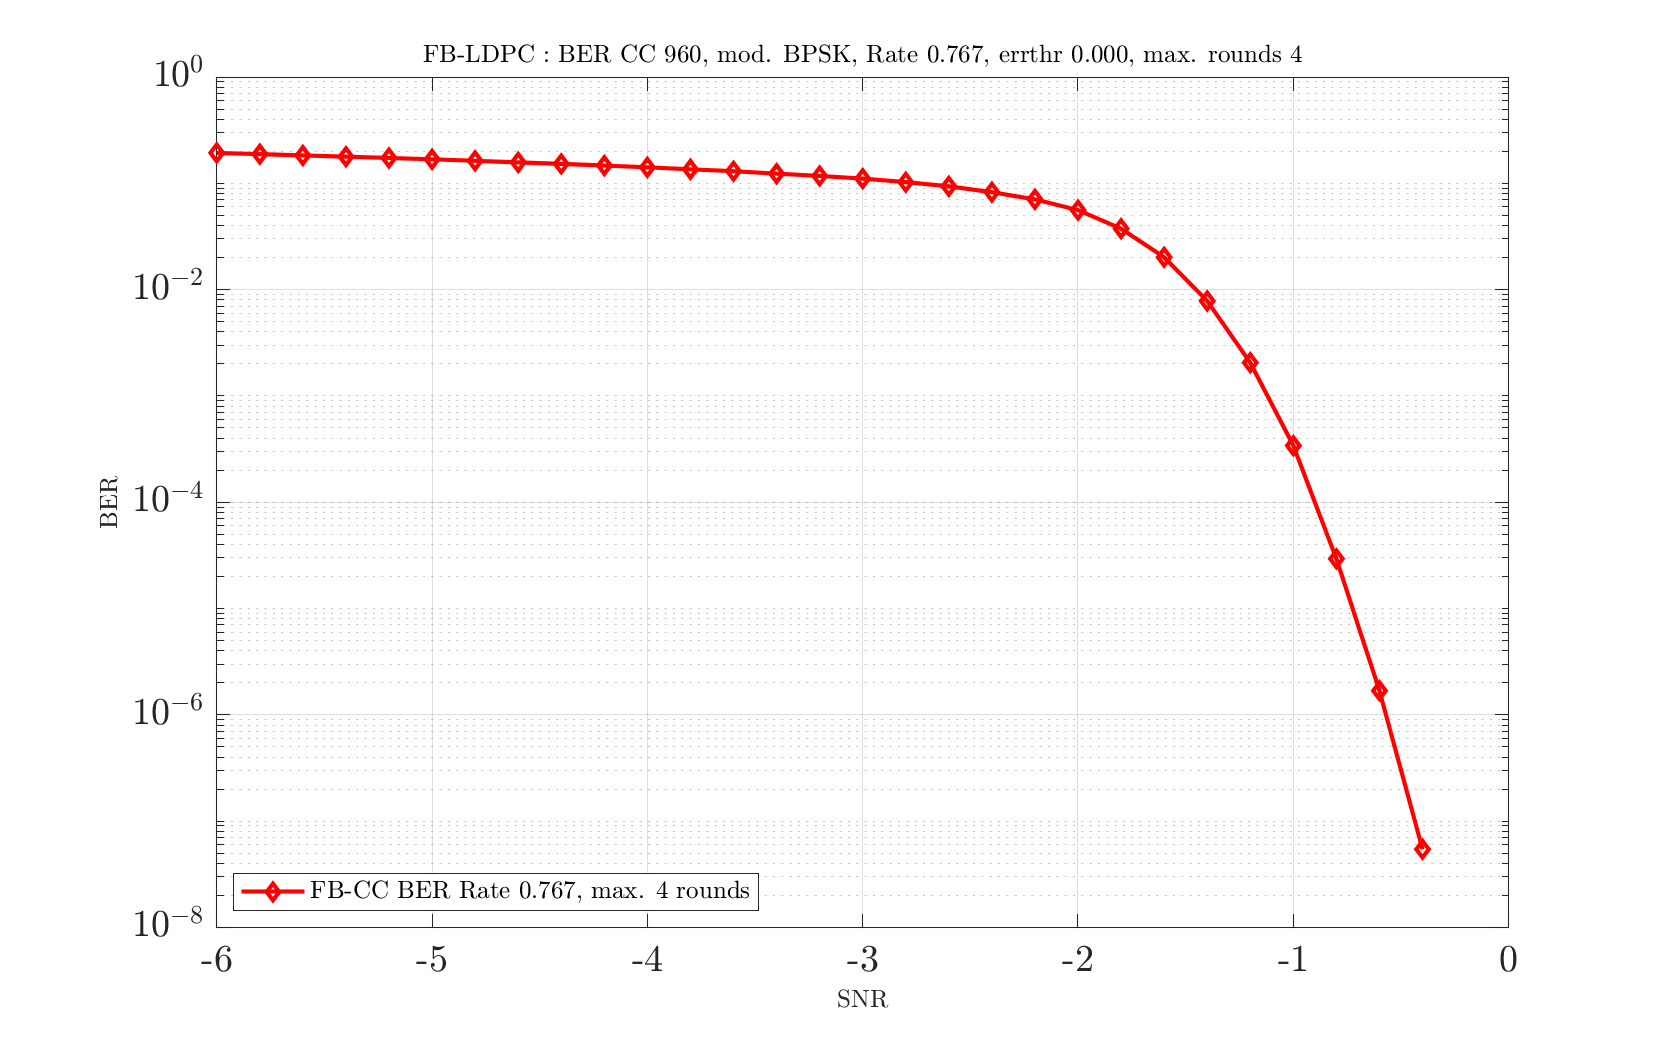 FB-LDPC : BER CC 960, mod. BPSK, Rate 0.767, errthr 0.000, max. rounds 4
10^0
10^-2
10^-4
10^-6
10^-8
BER
FB-CC BER Rate 0.767, max. 4 rounds
-6 -5 -4 -3 -2 -1 0
SNR